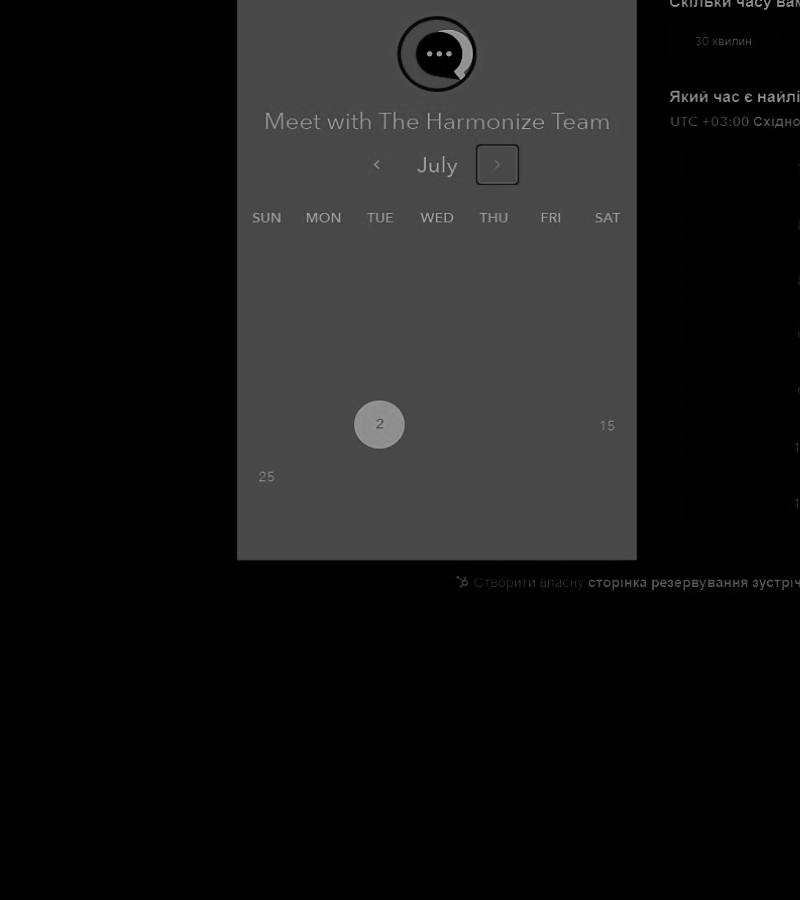 Скільки часу вам
30 хвилин
Meet with The Harmonize Team
Який час є найлі
UTC +03:00 Східно
July
SUN MON TUE WED THU FRI SAT
2 15
25
Створити власну сторінка резервування зустріч